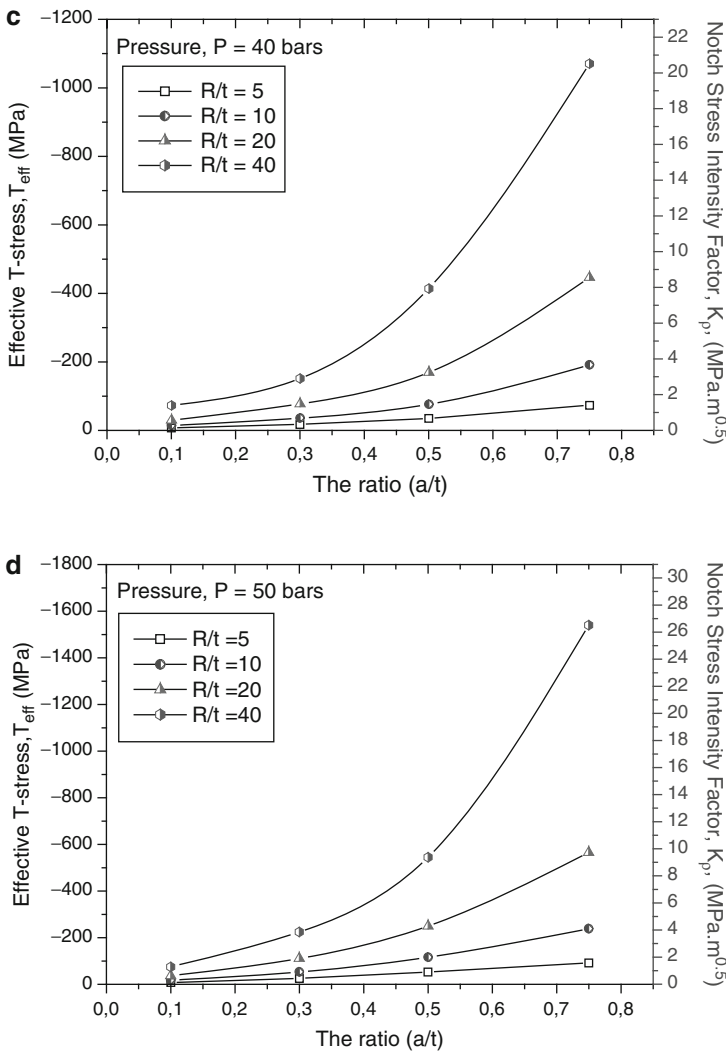 c
Pressure, P = 40 bars
R/t = 5
R/t = 10
R/t = 20
R/t = 40
Effective T-stress, T_eff (MPa)
–1200
–1000
–800
–600
–400
–200
0
Notch Stress Intensity Factor, K_ρ, (MPa.m^0.5)
22
20
18
16
14
12
10
8
6
4
2
0
0,0 0,1 0,2 0,3 0,4 0,5 0,6 0,7 0,8
The ratio (a/t)
d
Pressure, P = 50 bars
R/t =5
R/t =10
R/t =20
R/t =40
Effective T-stress, T_eff (MPa)
–1800
–1600
–1400
–1200
–1000
–800
–600
–400
–200
0
Notch Stress Intensity Factor, K_ρ, (MPa.m^0.5)
30
28
26
24
22
20
18
16
14
12
10
8
6
4
2
0
0,0 0,1 0,2 0,3 0,4 0,5 0,6 0,7 0,8
The ratio (a/t)